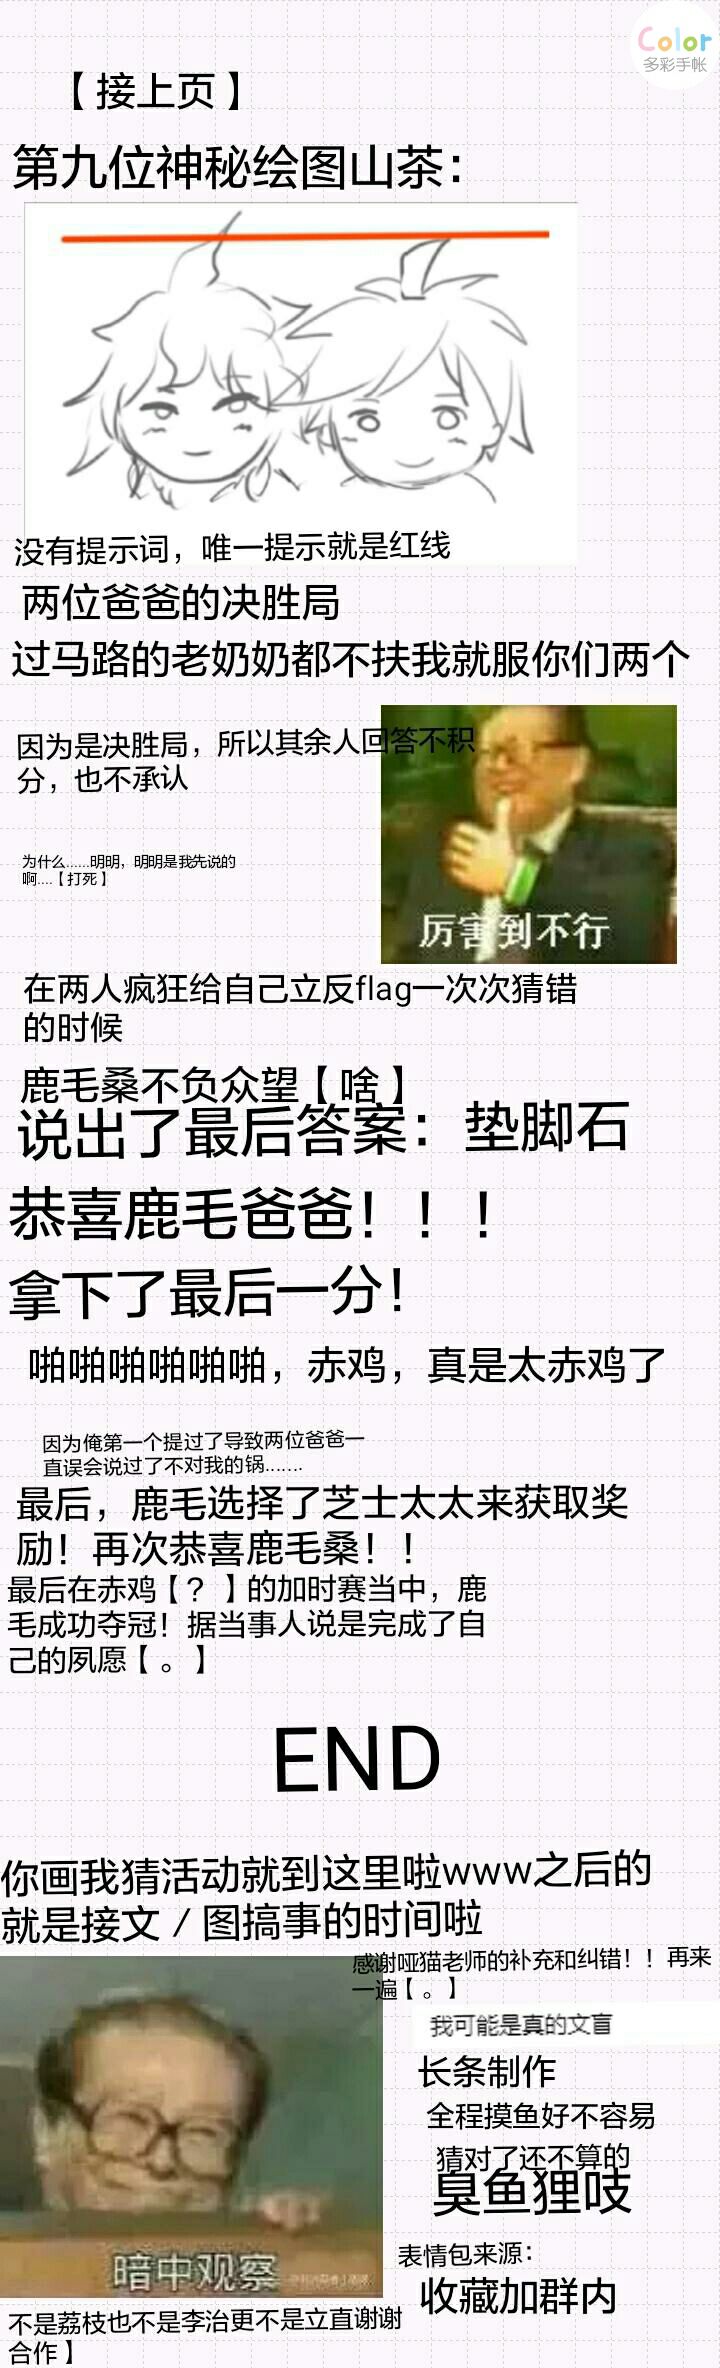 Color
多彩手帐
【接上页】
第九位神秘绘图山茶：
没有提示词，唯一提示就是红线
两位爸爸的决胜局
过马路的老奶奶都不扶我就服你们两个
因为是决胜局，所以其余人回答不积
分，也不承认
为什么......明明，明明是我先说的
啊....【打死】
厉害到不行
在两人疯狂给自己立反flag一次次猜错
的时候
鹿毛桑不负众望【啥】
说出了最后答案：垫脚石
恭喜鹿毛爸爸！！！
拿下了最后一分！
啪啪啪啪啪啪，赤鸡，真是太赤鸡了
因为俺第一个提过了导致两位爸爸一
直误会说过了不对我的锅.......
最后，鹿毛选择了芝士太太来获取奖
励！再次恭喜鹿毛桑！！
最后在赤鸡【？】的加时赛当中，鹿
毛成功夺冠！据当事人说是完成了自
己的夙愿【。】
END
你画我猜活动就到这里啦www之后的
就是接文／图搞事的时间啦
感谢哑猫老师的补充和纠错！！再来
一遍【。】
我可能是真的文盲
长条制作
全程摸鱼好不容易
猜对了还不算的
臭鱼狸吱
暗中观察
表情包来源：
收藏加群内
不是荔枝也不是李治更不是立直谢谢
合作】